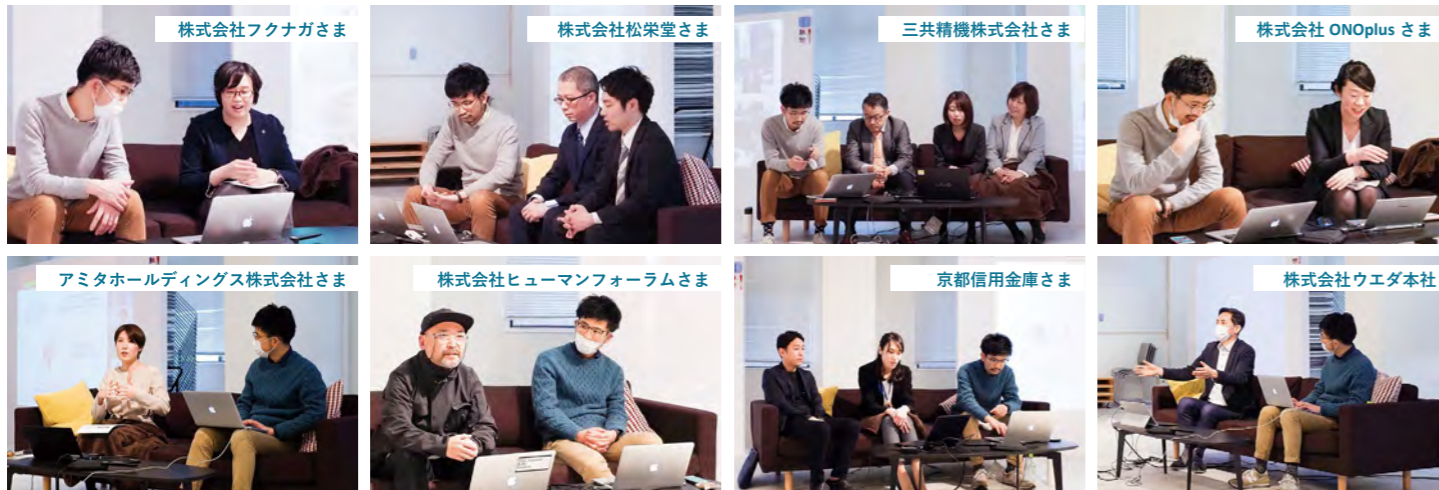 株式会社フクナガさま
株式会社松栄堂さま
三共精機株式会社さま
株式会社 ONOplus さま
アミタホールディングス株式会社さま
株式会社ヒューマンフォーラムさま
京都信用金庫さま
株式会社ウエダ本社